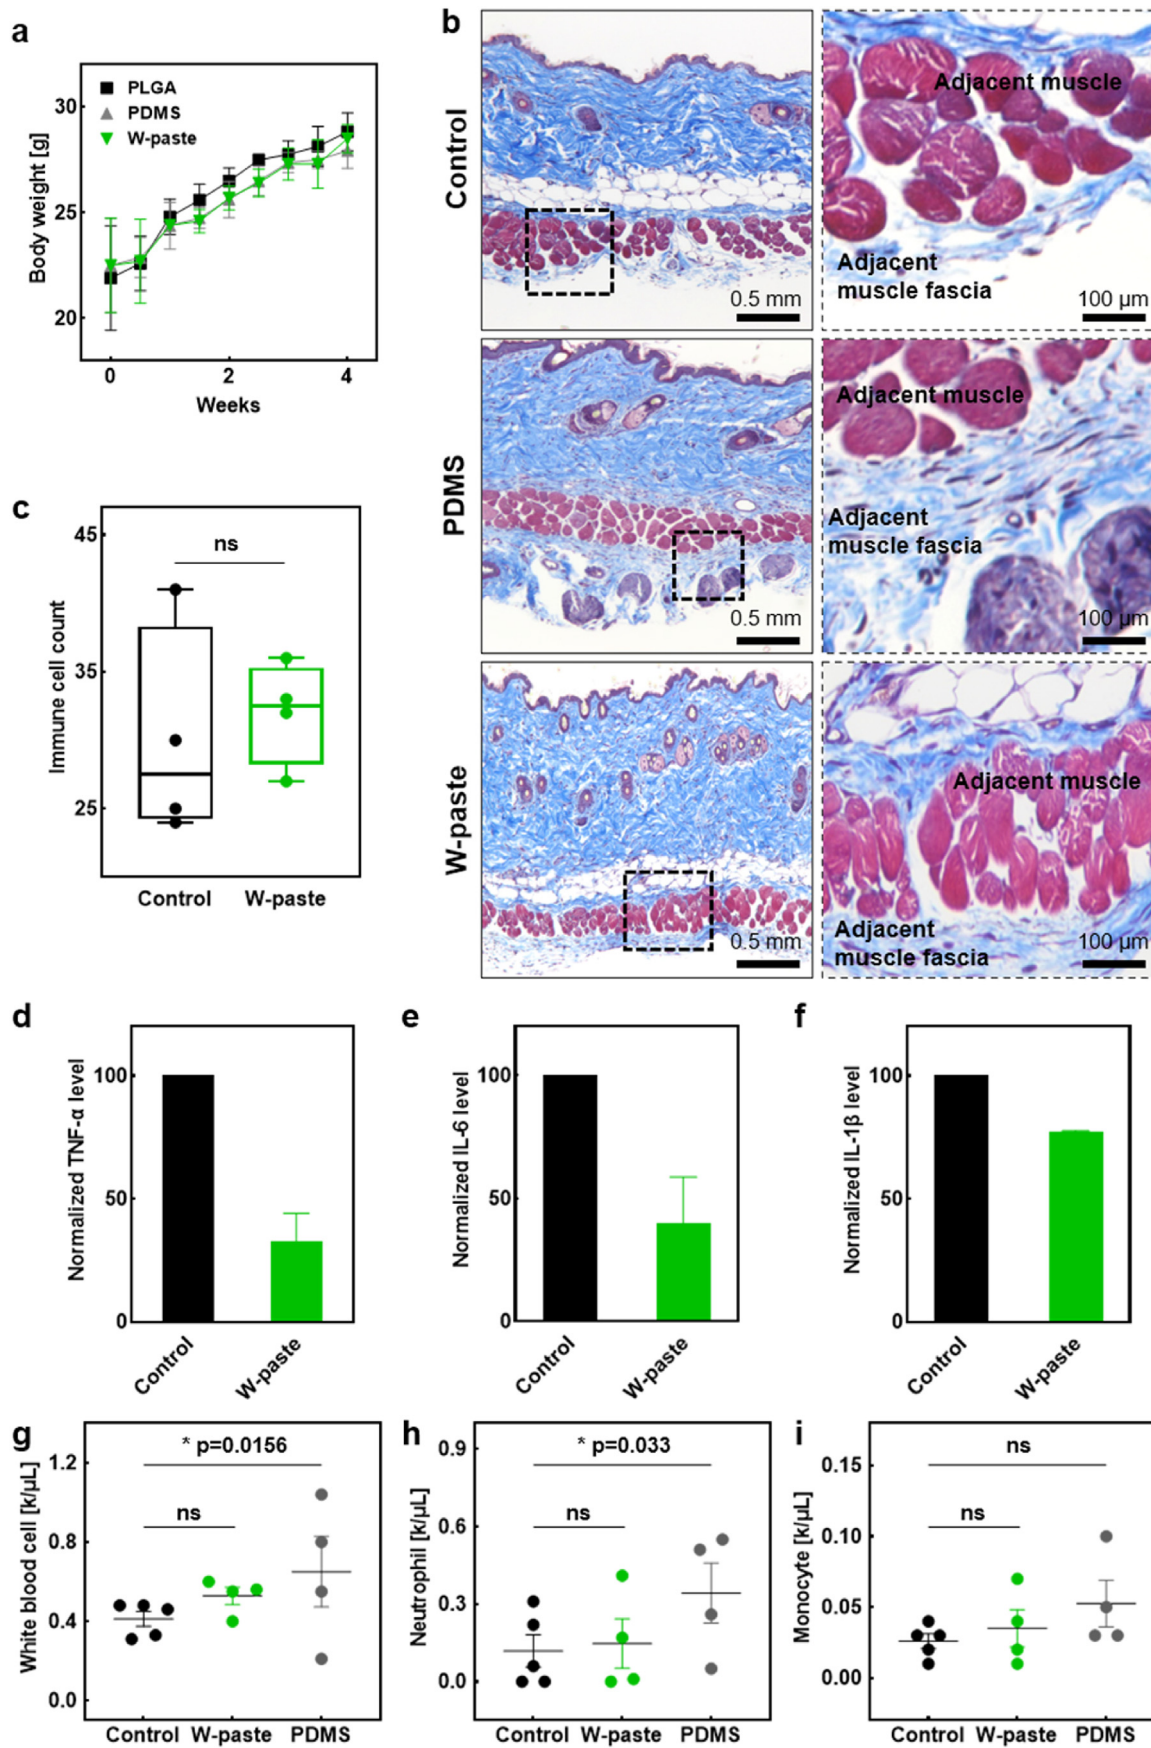 a
PLGA
PDMS
W-paste
Body weight [g]
30
25
20
0
2
4
Weeks
b
Control
Adjacent muscle
Adjacent
muscle fascia
0.5 mm
100 μm
PDMS
Adjacent muscle
Adjacent
muscle fascia
0.5 mm
100 μm
W-paste
Adjacent muscle
Adjacent
muscle fascia
0.5 mm
100 μm
c
Immune cell count
45
35
25
ns
Control
W-paste
d
Normalized TNF-α level
100
50
0
Control
W-paste
e
Normalized IL-6 level
100
50
0
Control
W-paste
f
Normalized IL-1β level
100
50
0
Control
W-paste
g
White blood cell [k/μL]
1.2
0.8
0.4
0.0
* p=0.0156
ns
Control
W-paste
PDMS
h
Neutrophil [k/μL]
0.9
0.6
0.3
0.0
* p=0.033
ns
Control
W-paste
PDMS
i
Monocyte [k/μL]
0.15
0.10
0.05
0.00
ns
ns
Control
W-paste
PDMS